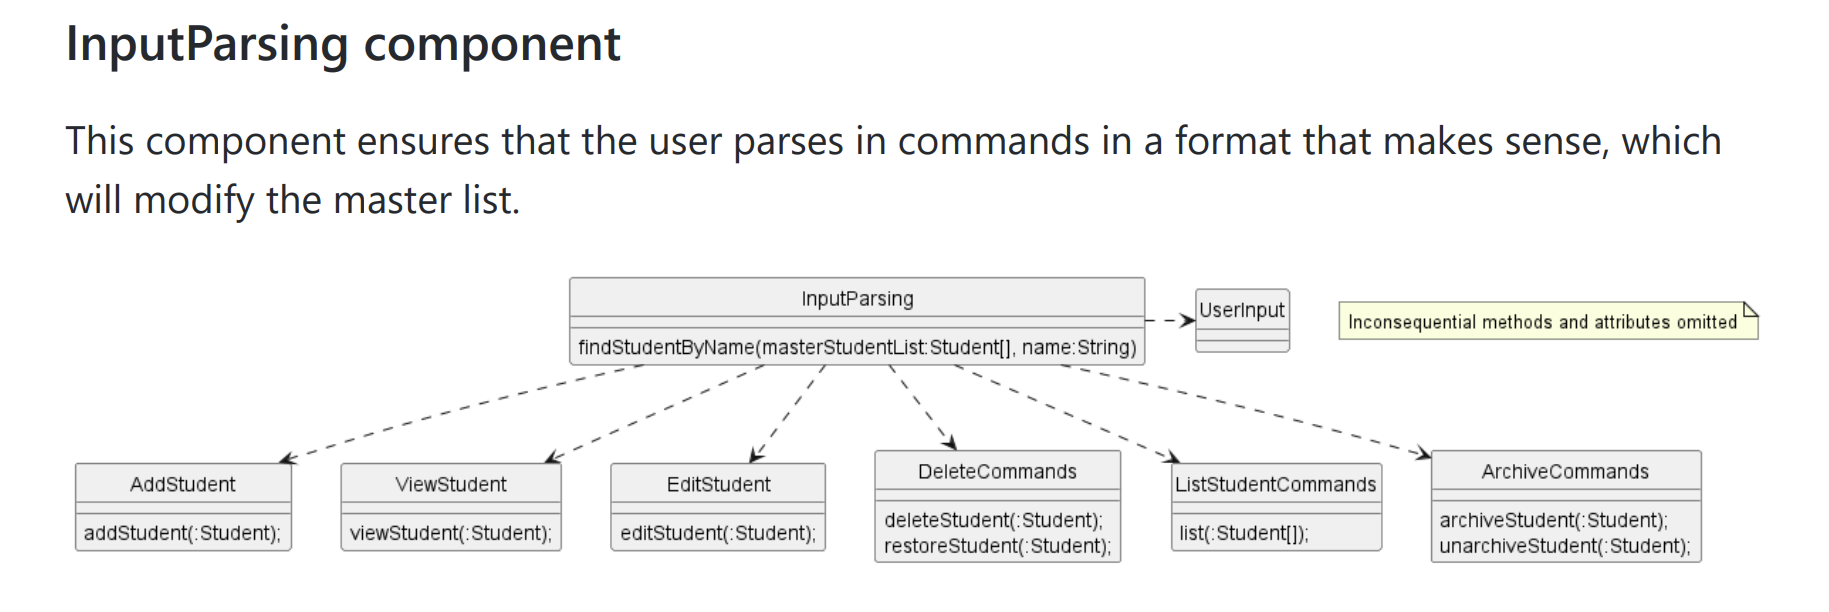 InputParsing component
This component ensures that the user parses in commands in a format that makes sense, which
will modify the master list.
InputParsing
findStudentByName(masterStudentList:Student[], name:String)
UserInput
Inconsequential methods and attributes omitted
AddStudent
addStudent(:Student);
ViewStudent
viewStudent(:Student);
EditStudent
editStudent(:Student);
DeleteCommands
deleteStudent(:Student);
restoreStudent(:Student);
ListStudentCommands
list(:Student[]);
ArchiveCommands
archiveStudent(:Student);
unarchiveStudent(:Student);